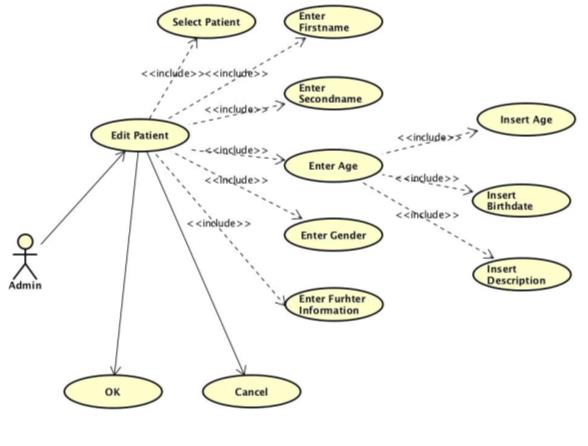 Select Patient
Enter
Firstname
<<include>><<include>>
Enter
Secondname
<<include>>
Edit Patient
Insert Age
<<include>>
<<include>>
Enter Age
<<include>>
<<include>>
Insert
Birthdate
<<include>>
<<include>>
Enter Gender
Admin
Insert
Description
Enter Furhter
Information
OK
Cancel